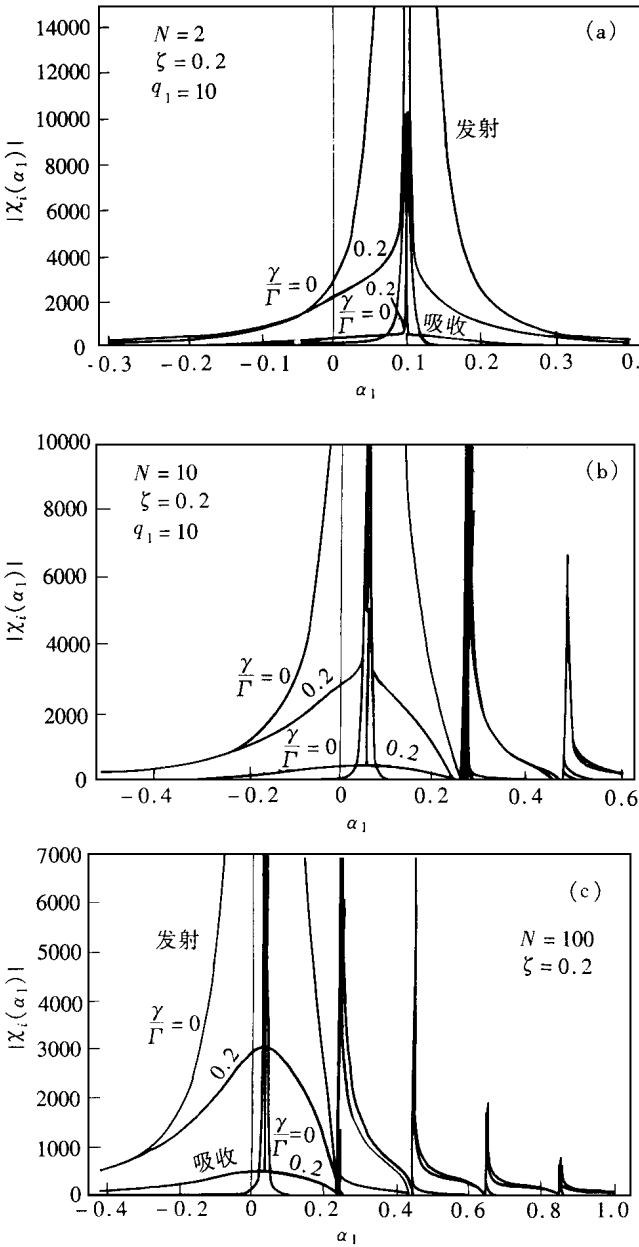 (a)
N = 2
ζ = 0.2
q₁ = 10
|χᵢ(α₁)|
14000
12000
10000
8000
6000
4000
2000
0
发射
0.2
γ/Γ = 0
0.2
γ/Γ = 0
吸收
-0.3 -0.2 -0.1 0 0.1 0.2 0.3 0.
α₁
(b)
N = 10
ζ = 0.2
q₁ = 10
|χᵢ(α₁)|
10000
8000
6000
4000
2000
0
γ/Γ = 0
0.2
γ/Γ = 0
0.2
-0.4 -0.2 0 0.2 0.4 0.6
α₁
(c)
N = 100
ζ = 0.2
|χᵢ(α₁)|
7000
6000
5000
4000
3000
2000
1000
0
发射
γ/Γ = 0
0.2
γ/Γ = 0
吸收
0.2
-0.4 -0.2 0 0.2 0.4 0.6 0.8 1.0
α₁